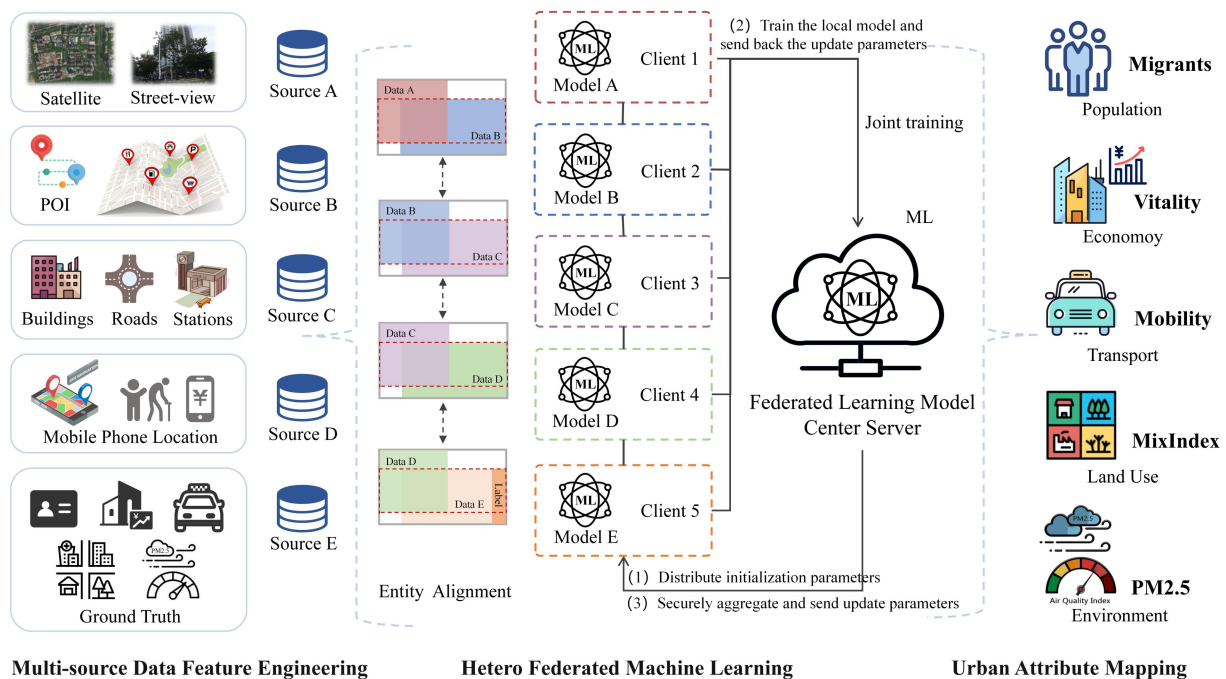 Satellite
Street-view
Source A
POI
Source B
Buildings
Roads
Stations
Source C
Mobile Phone Location
Source D
PM2.5
Ground Truth
Source E
Multi-source Data Feature Engineering
Data A
Data B
Data B
Data C
Data C
Data D
Data D
Data E
Label
Entity Alignment
ML
Model A
Client 1
ML
Model B
Client 2
ML
Model C
Client 3
ML
Model D
Client 4
ML
Model E
Client 5
(2) Train the local model and
send back the update parameters
Joint training
ML
ML
Federated Learning Model
Center Server
(1) Distribute initialization parameters
(3) Securely aggregate and send update parameters
Hetero Federated Machine Learning
Migrants
Population
¥
Vitality
Economoy
Mobility
Transport
MixIndex
Land Use
PM2.5
PM2.5
Air Quality Index
Environment
Urban Attribute Mapping